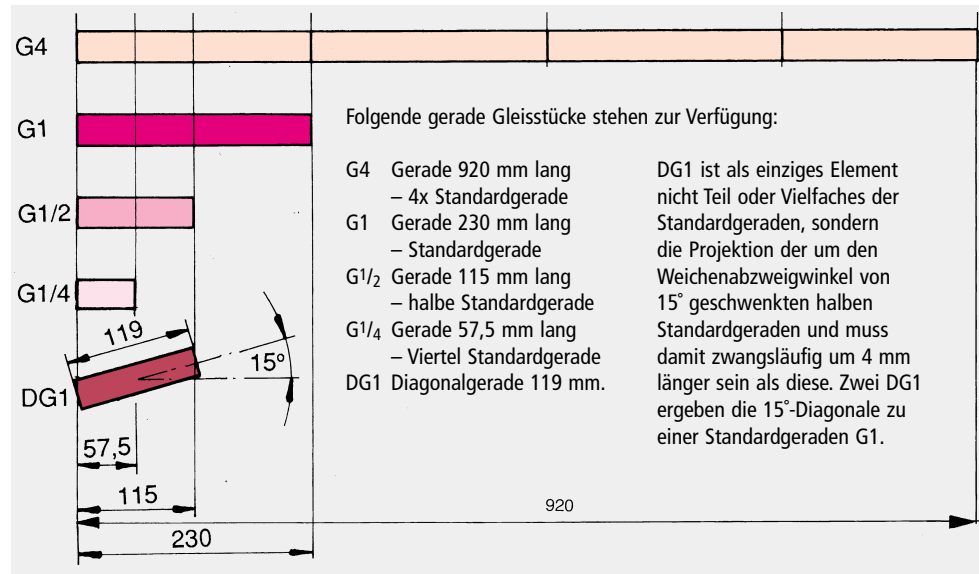 G4
G1
G1/2
G1/4
119
15°
DG1
57,5
115
230
920
Folgende gerade Gleisstücke stehen zur Verfügung:
G4 Gerade 920 mm lang
– 4x Standardgerade
G1 Gerade 230 mm lang
– Standardgerade
G1/2 Gerade 115 mm lang
– halbe Standardgerade
G1/4 Gerade 57,5 mm lang
– Viertel Standardgerade
DG1 Diagonalgerade 119 mm.
DG1 ist als einziges Element
nicht Teil oder Vielfaches der
Standardgeraden, sondern
die Projektion der um den
Weichenabzweigwinkel von
15° geschwenkten halben
Standardgeraden und muss
damit zwangsläufig um 4 mm
länger sein als diese. Zwei DG1
ergeben die 15°-Diagonale zu
einer Standardgeraden G1.